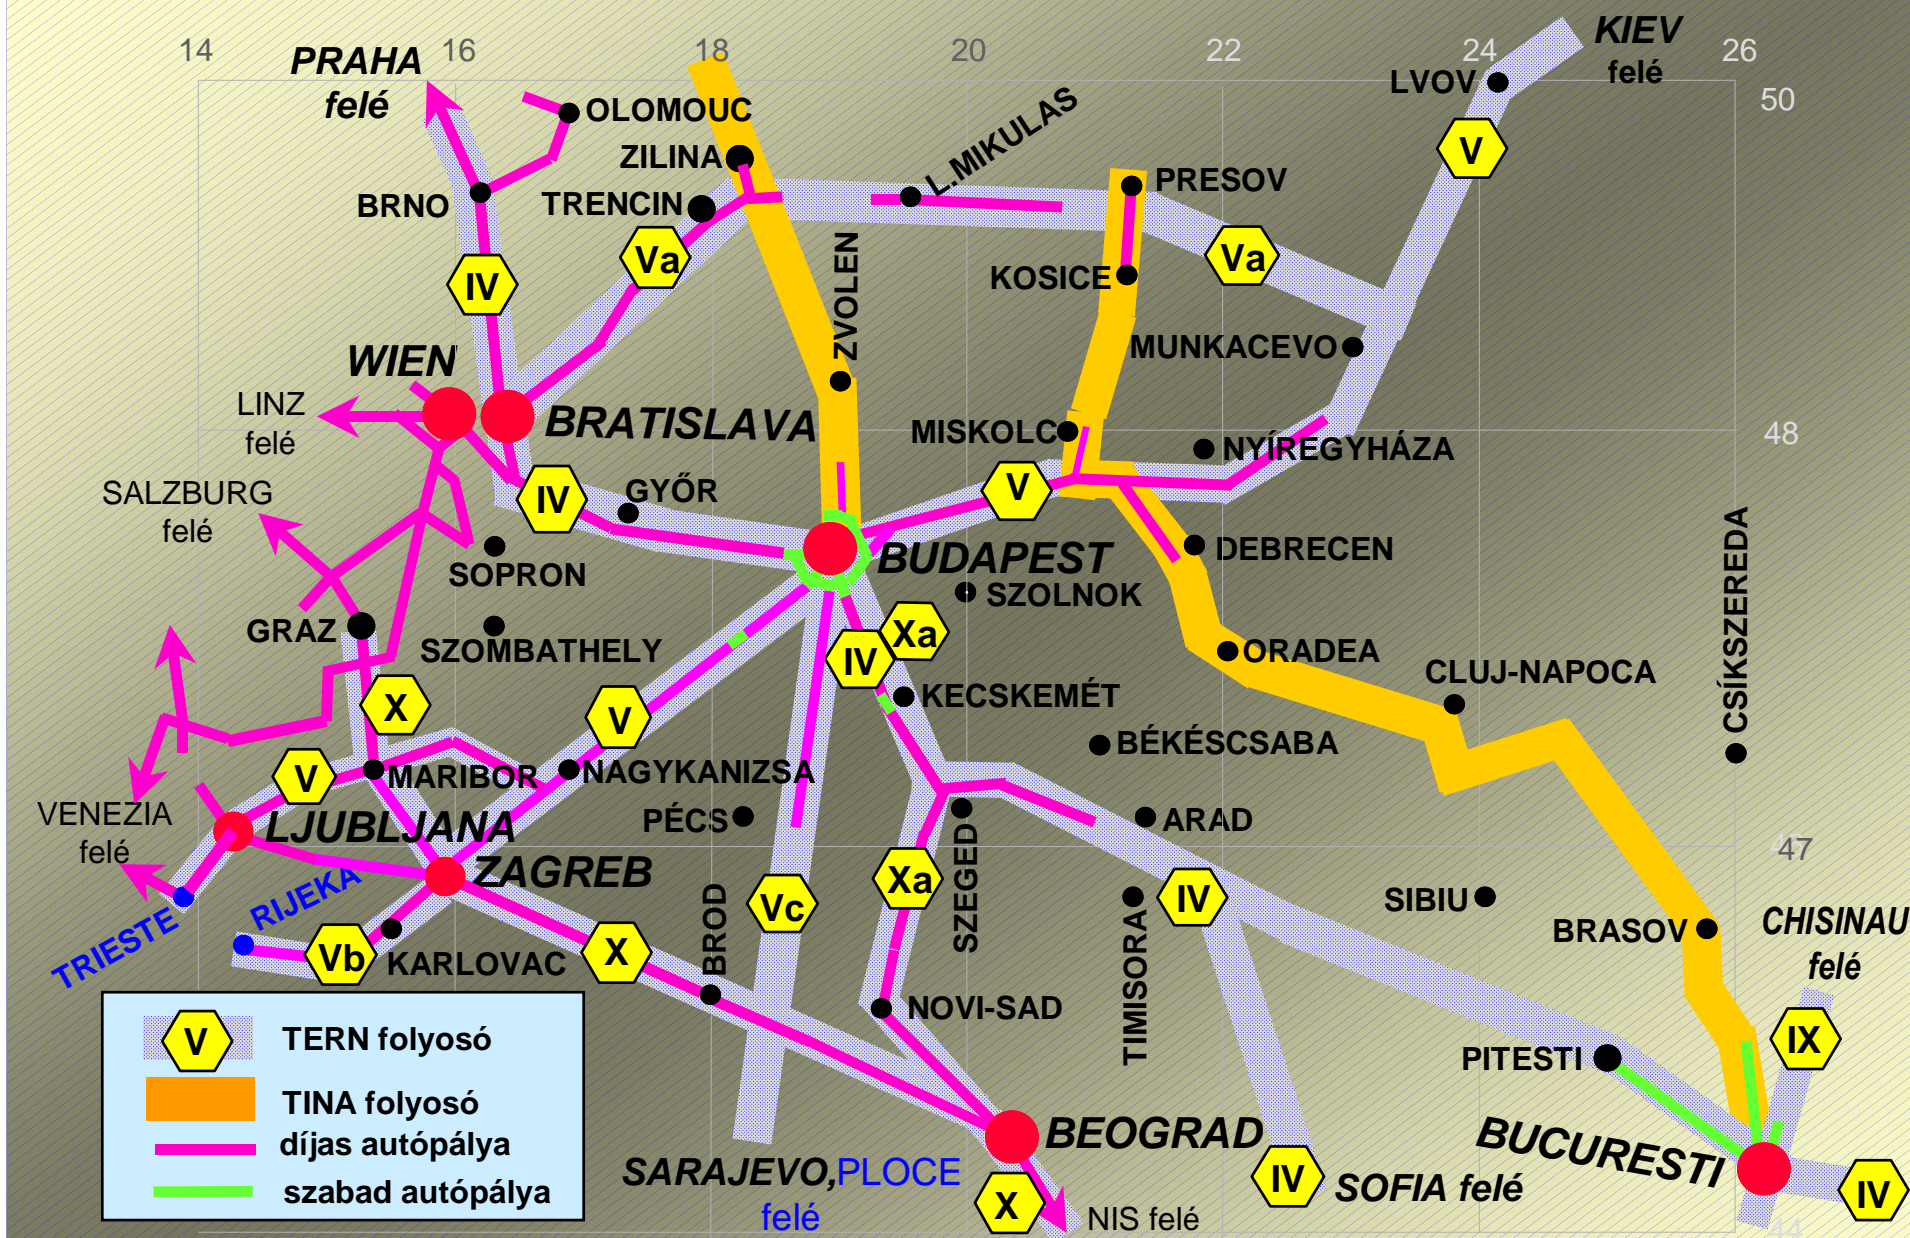 14
16
18
20
22
24
26
PRAHA
felé
KIEV
felé
LVOV
50
OLOMOUC
ZILINA
L.MIKULAS
V
BRNO
TRENCIN
PRESOV
IV
Va
ZVOLEN
KOSICE
Va
WIEN
MUNKACEVO
LINZ
felé
BRATISLAVA
MISKOLC
NYÍREGYHÁZA
48
SALZBURG
felé
IV
GYŐR
V
SOPRON
BUDAPEST
DEBRECEN
CSÍKSZEREDA
SZOLNOK
GRAZ
SZOMBATHELY
IV
Xa
ORADEA
CLUJ-NAPOCA
X
V
KECSKEMÉT
BÉKÉSCSABA
V
MARIBOR
NAGYKANIZSA
VENEZIA
felé
LJUBLJANA
PÉCS
ARAD
47
ZAGREB
Xa
SZEGED
TRIESTE
RIJEKA
Vb
KARLOVAC
X
BROD
Vc
TIMISORA
IV
SIBIU
BRASOV
CHISINAU
felé
NOVI-SAD
V
TERN folyosó
TINA folyosó
díjas autópálya
szabad autópálya
PITESTI
IX
BEOGRAD
BUCURESTI
SARAJEVO,PLOCE
felé
X
NIS felé
IV
SOFIA felé
IV
44